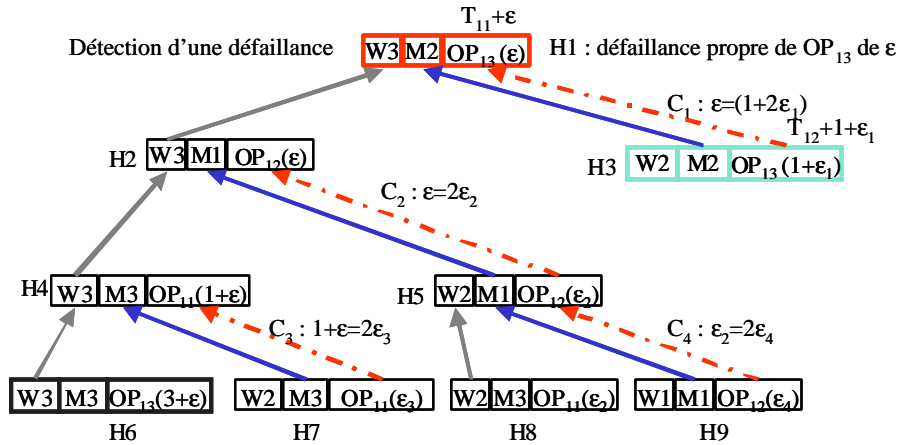 T₁₁+ε
Détection d'une défaillance W3 M2 OP₁₃(ε) H1 : défaillance propre de OP₁₃ de ε
C₁ : ε=(1+2ε₁)
T₁₂+1+ε₁
H2 W3 M1 OP₁₂(ε) H3 W2 M2 OP₁₃(1+ε₁)
C₂ : ε=2ε₂
H4 W3 M3 OP₁₁(1+ε) H5 W2 M1 OP₁₂(ε₂)
C₃ : 1+ε=2ε₃ C₄ : ε₂=2ε₄
W3 M3 OP₁₃(3+ε) W2 M3 OP₁₁(ε₃) W2 M3 OP₁₁(ε₂) W1 M1 OP₁₂(ε₄)
H6 H7 H8 H9